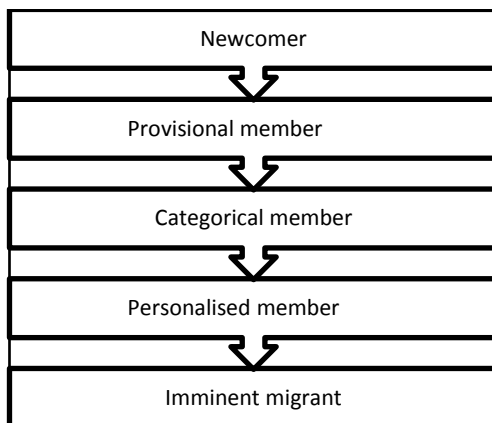 Newcomer
Provisional member
Categorical member
Personalised member
Imminent migrant